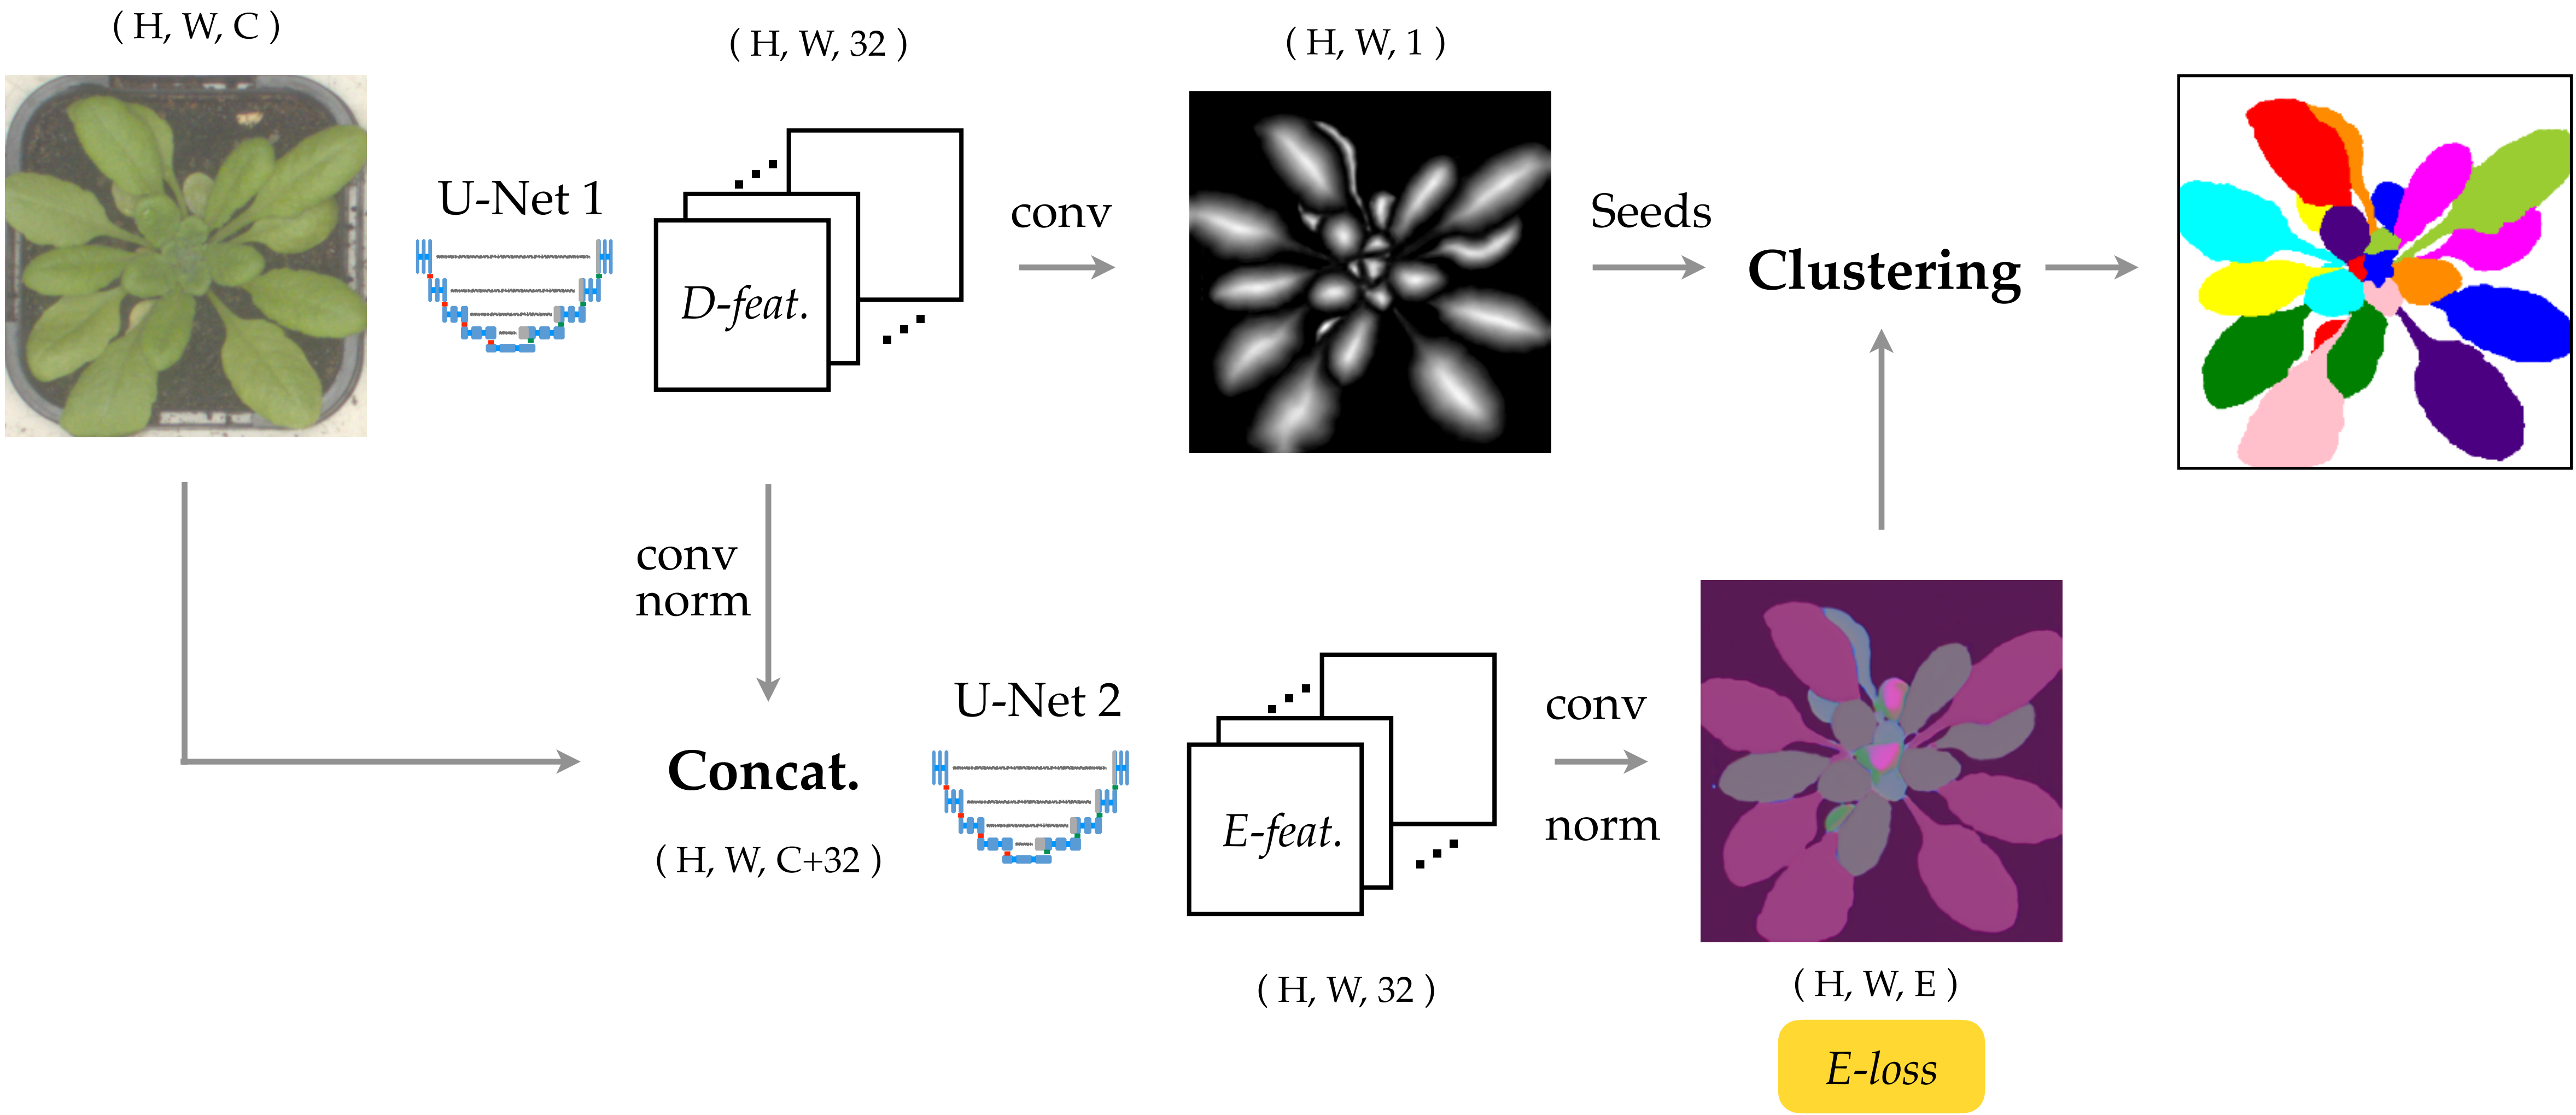 ( H, W, C )
( H, W, 32 )
( H, W, 1 )
U-Net 1
D-feat.
conv
Seeds
Clustering
conv
norm
Concat.
( H, W, C+32 )
U-Net 2
E-feat.
( H, W, 32 )
conv
norm
( H, W, E )
E-loss